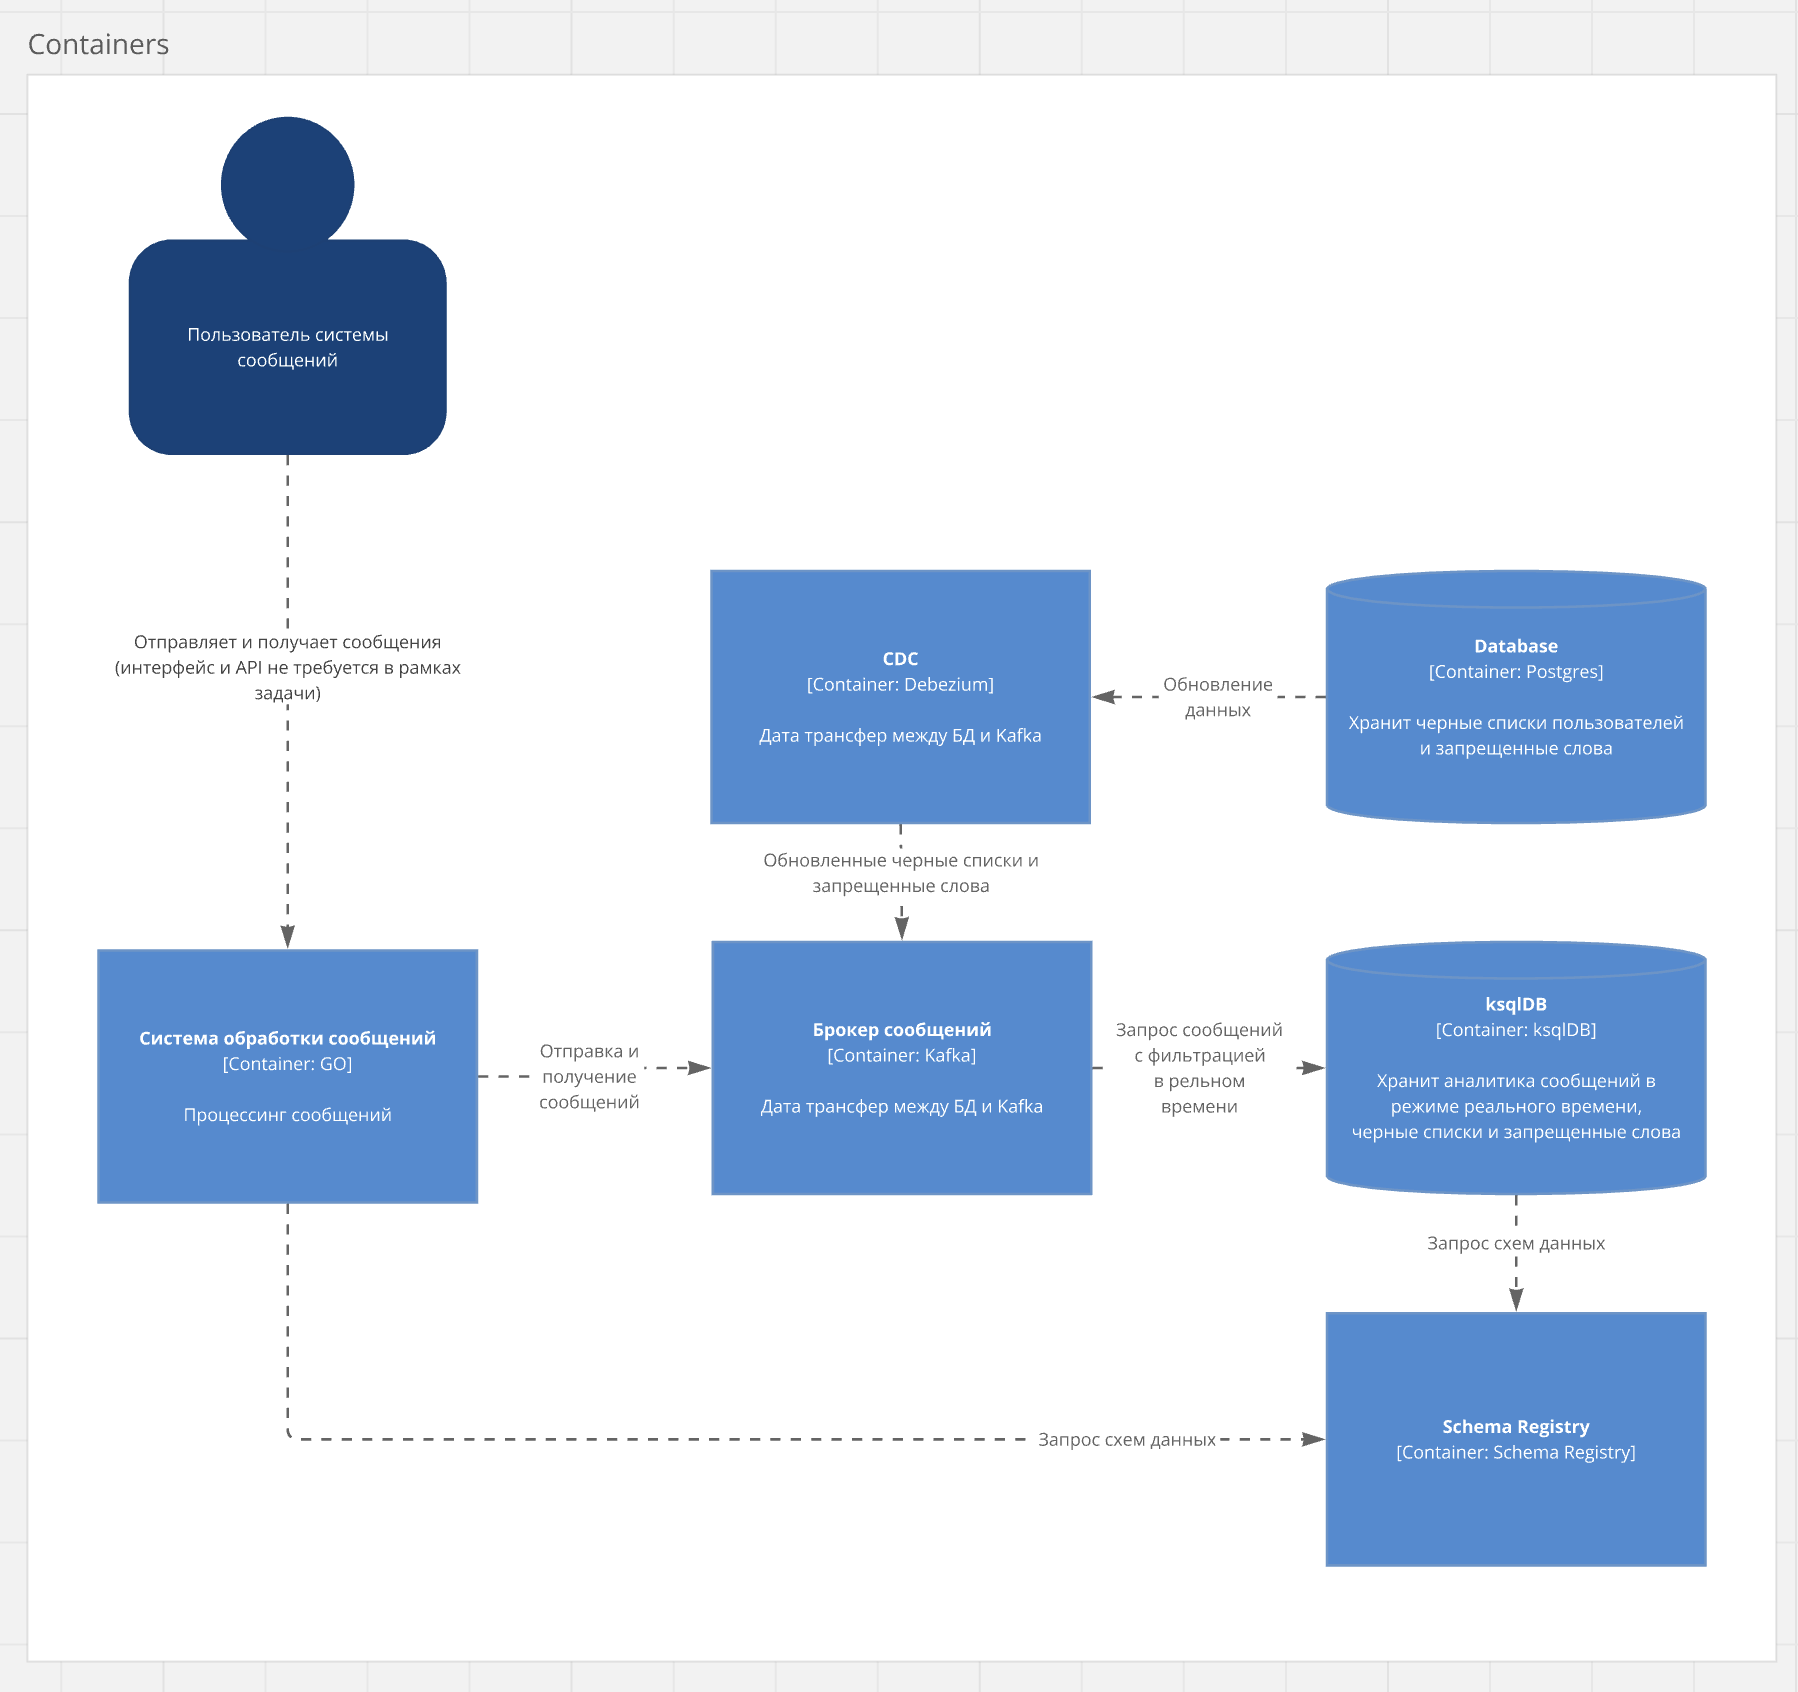 Containers
Пользователь системы
сообщений
Отправляет и получает сообщения
(интерфейс и API не требуется в рамках
задачи)
CDC
[Container: Debezium]
Дата трансфер между БД и Kafka
Обновление
данных
Database
[Container: Postgres]
Хранит черные списки пользователей
и запрещенные слова
Обновленные черные списки и
запрещенные слова
Система обработки сообщений
[Container: GO]
Процессинг сообщений
Отправка и
получение
сообщений
Брокер сообщений
[Container: Kafka]
Дата трансфер между БД и Kafka
Запрос сообщений
с фильтрацией
в рельном
времени
ksqlDB
[Container: ksqlDB]
Хранит аналитика сообщений в
режиме реального времени,
черные списки и запрещенные слова
Запрос схем данных
Запрос схем данных
Schema Registry
[Container: Schema Registry]